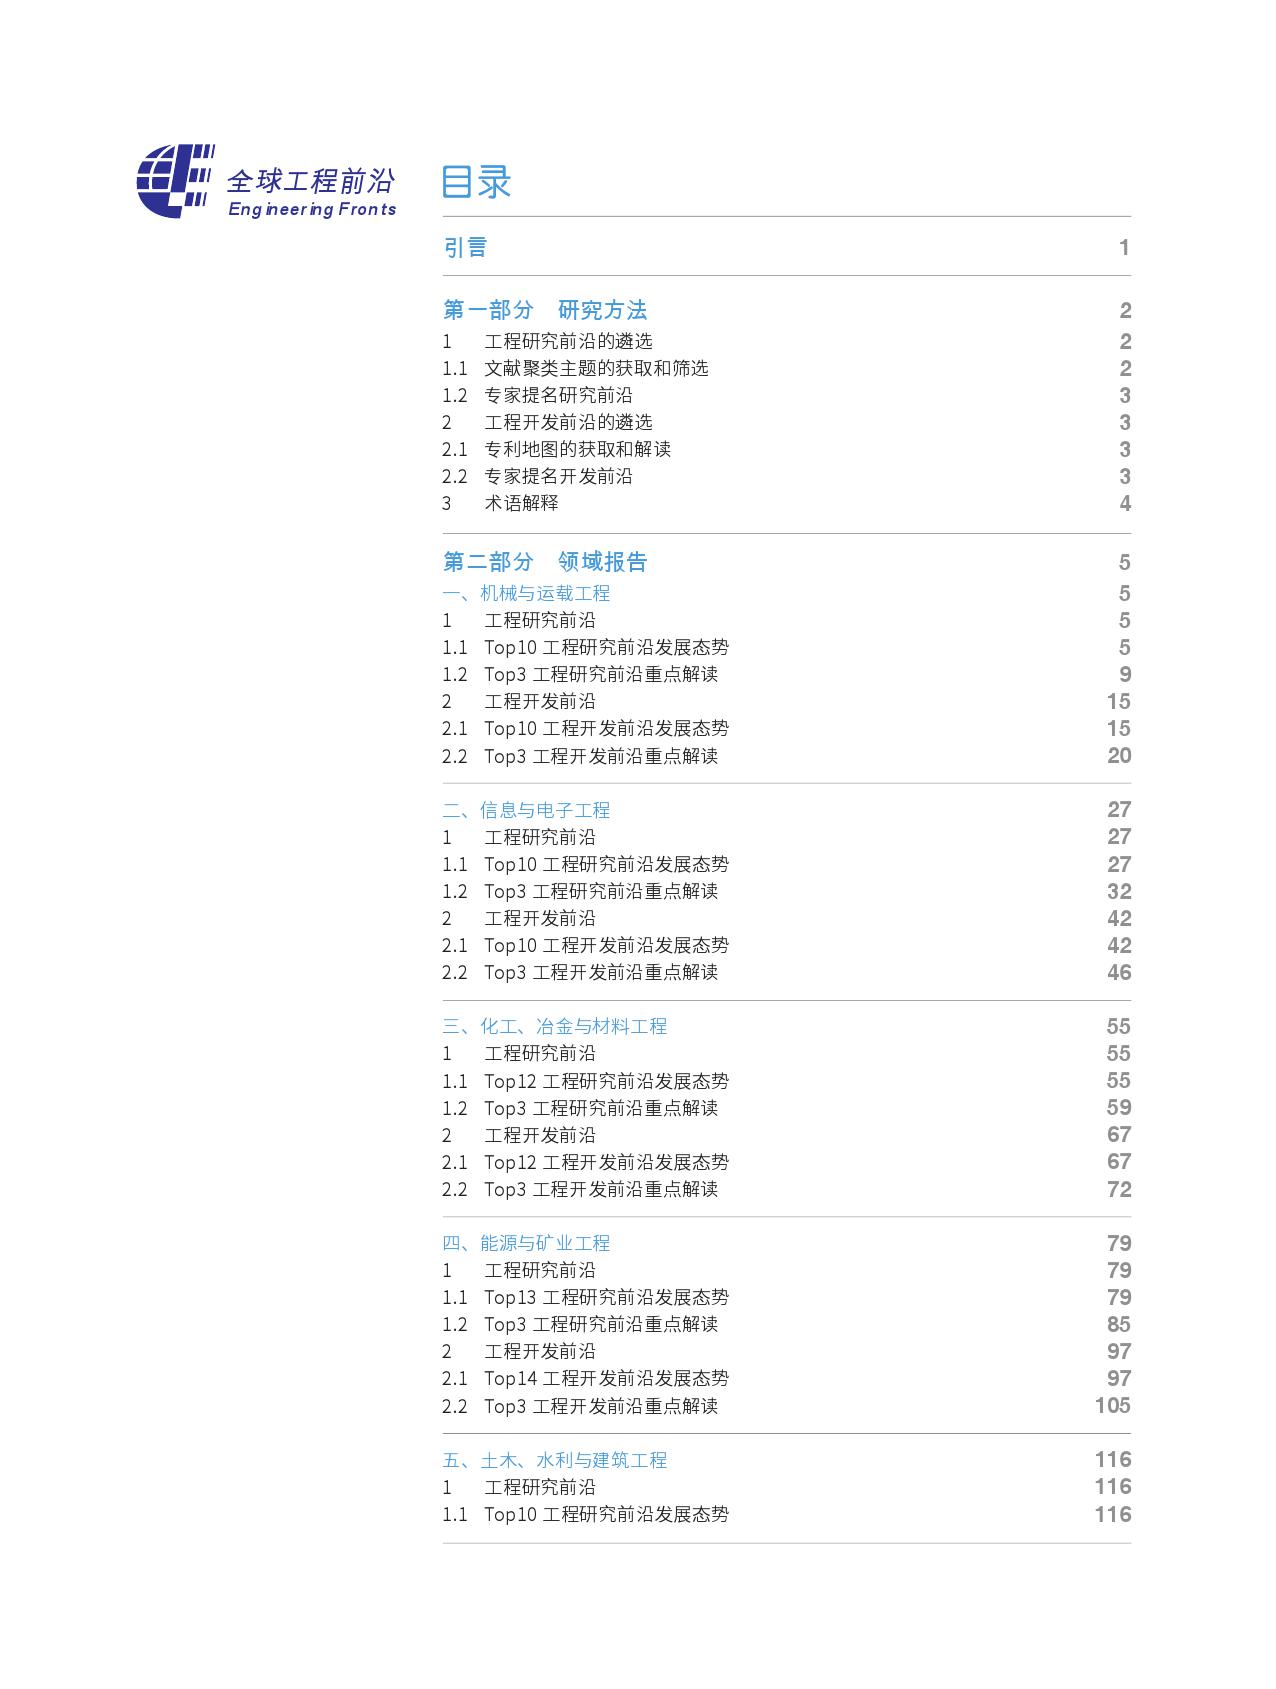 全球工程前沿
Engineering Fronts
目录
引言 1
第一部分 研究方法 2
1 工程研究前沿的遴选 2
1.1 文献聚类主题的获取和筛选 2
1.2 专家提名研究前沿 3
2 工程开发前沿的遴选 3
2.1 专利地图的获取和解读 3
2.2 专家提名开发前沿 3
3 术语解释 4
第二部分 领域报告 5
一、机械与运载工程 5
1 工程研究前沿 5
1.1 Top10 工程研究前沿发展态势 5
1.2 Top3 工程研究前沿重点解读 9
2 工程开发前沿 15
2.1 Top10 工程开发前沿发展态势 15
2.2 Top3 工程开发前沿重点解读 20
二、信息与电子工程 27
1 工程研究前沿 27
1.1 Top10 工程研究前沿发展态势 27
1.2 Top3 工程研究前沿重点解读 32
2 工程开发前沿 42
2.1 Top10 工程开发前沿发展态势 42
2.2 Top3 工程开发前沿重点解读 46
三、化工、冶金与材料工程 55
1 工程研究前沿 55
1.1 Top12 工程研究前沿发展态势 55
1.2 Top3 工程研究前沿重点解读 59
2 工程开发前沿 67
2.1 Top12 工程开发前沿发展态势 67
2.2 Top3 工程开发前沿重点解读 72
四、能源与矿业工程 79
1 工程研究前沿 79
1.1 Top13 工程研究前沿发展态势 79
1.2 Top3 工程研究前沿重点解读 85
2 工程开发前沿 97
2.1 Top14 工程开发前沿发展态势 97
2.2 Top3 工程开发前沿重点解读 105
五、土木、水利与建筑工程 116
1 工程研究前沿 116
1.1 Top10 工程研究前沿发展态势 116